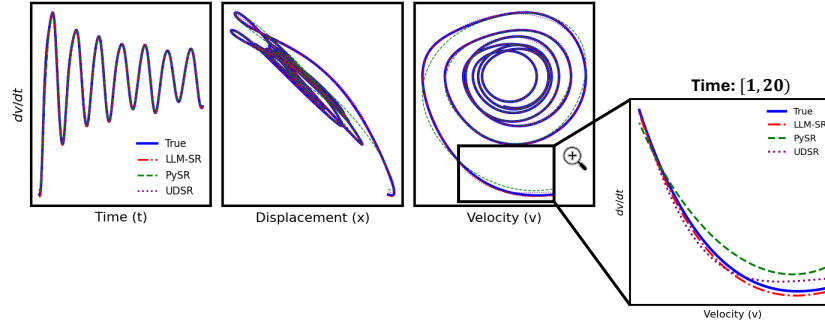 dv/dt
True
LLM-SR
PySR
UDSR
Time (t)
Displacement (x)
Velocity (v)
Time: [1, 20)
dv/dt
True
LLM-SR
PySR
UDSR
Velocity (v)